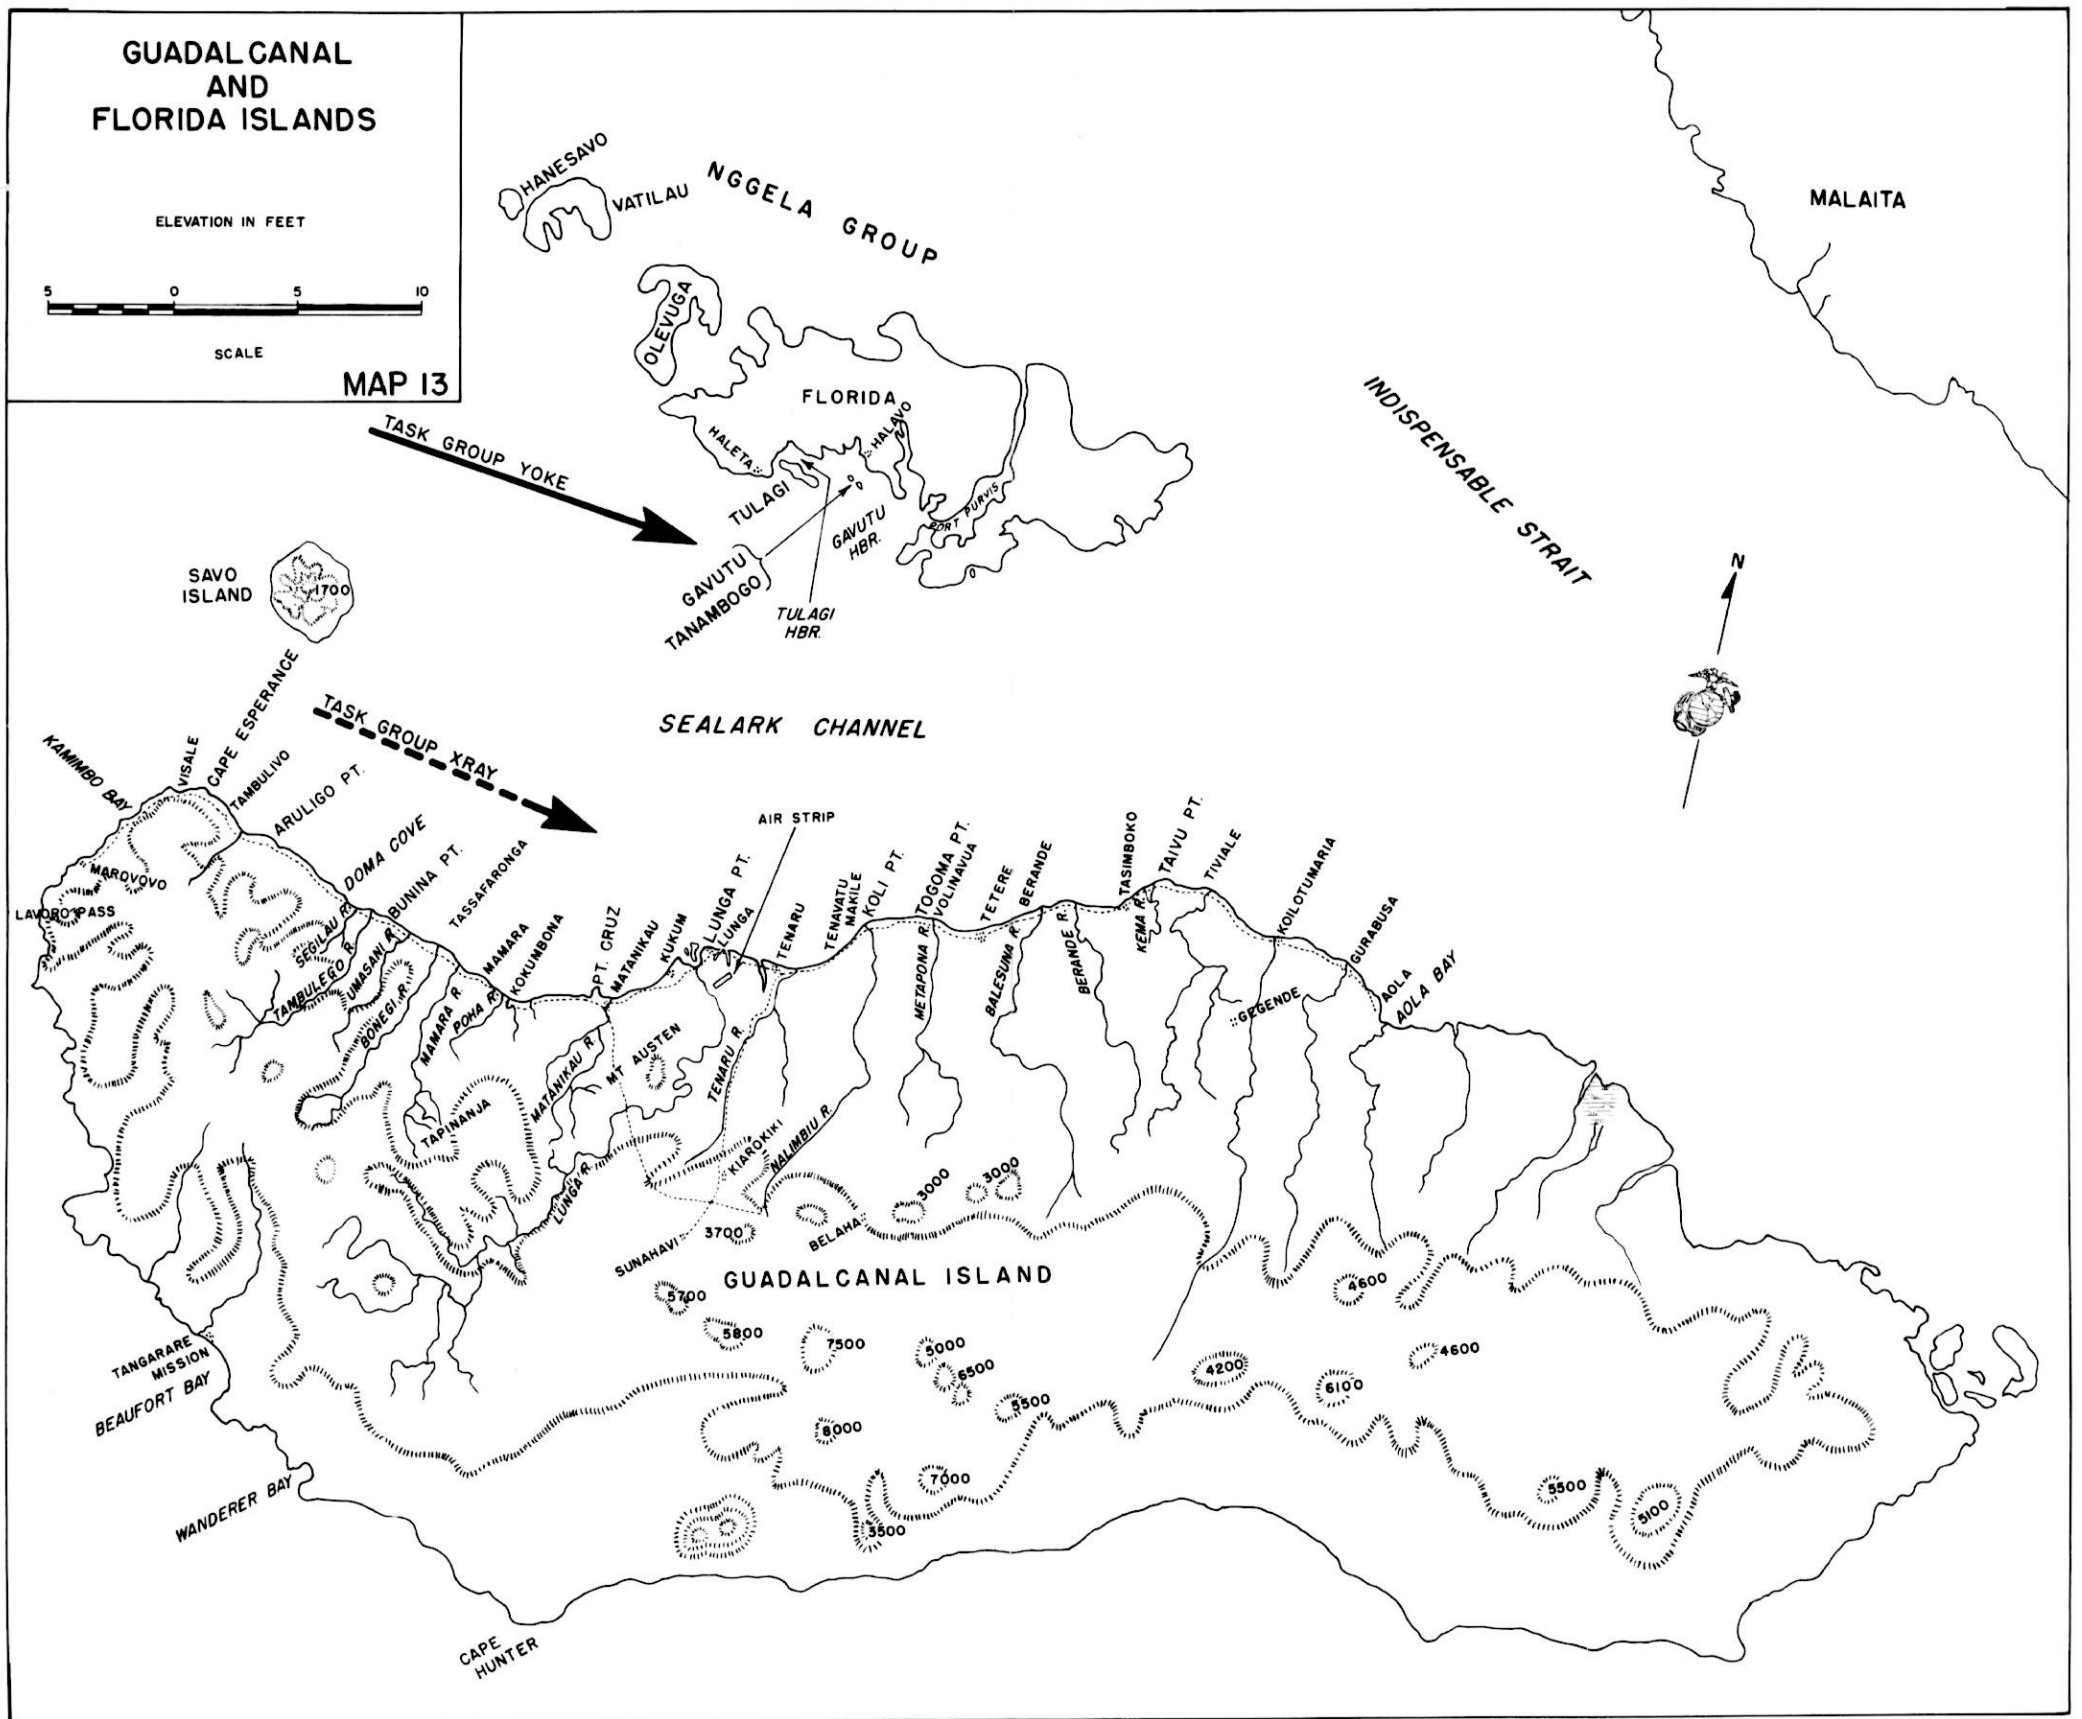 GUADALCANAL
AND
FLORIDA ISLANDS
ELEVATION IN FEET
5 0 5 10
SCALE
MAP 13
HANESAVO
VATILAU
NGGELA GROUP
OLEVUGA
FLORIDA
HALETA
HALAVO
TULAGI
GAVUTU
HBR.
PORT PURVIS
GAVUTU
TANAMBOGO
TULAGI
HBR.
MALAITA
INDISPENSABLE STRAIT
N
TASK GROUP YOKE
SAVO
ISLAND
1700
TASK GROUP XRAY
SEALARK CHANNEL
KAMIMBO BAY
VISALE
CAPE ESPERANCE
TAMBULIVO
ARULIGO PT.
DOMA COVE
BUNINA PT.
TASSAFARONGA
MAMARA
KOKUMBONA
PT. CRUZ
MATANIKAU
KUKUM
LUNGA PT.
LUNGA
AIR STRIP
TENARU
TENAVATU
MAKILE
KOLI PT.
TOGOMA PT.
VOLINAVUA
TETERE
BERANDE
TASIMBOKO
TAIVU PT.
TIVIALE
KOILOTUMARIA
GURABUSA
AOLA
AOLA BAY
MAROVOVO
LAVORO PASS
SEGILAU R.
TAMBULEGO R.
UMASANI R.
BONEGI R.
MAMARA R.
POHA R.
MATANIKAU R.
MT AUSTEN
TENARU R.
METAPONA R.
BALESUNA R.
BERANDE R.
KEMA R.
GEGENDE
TAPINANJA
LUNGA R.
KIAROKIKI
NALIMBIU R.
SUNAHAVI
3700
BELAHA
3000
3000
GUADALCANAL ISLAND
5700
5800
7500
5000
6500
5500
8000
7000
3500
4200
4600
4600
6100
5500
5100
TANGARARE
MISSION
BEAUFORT BAY
WANDERER BAY
CAPE
HUNTER